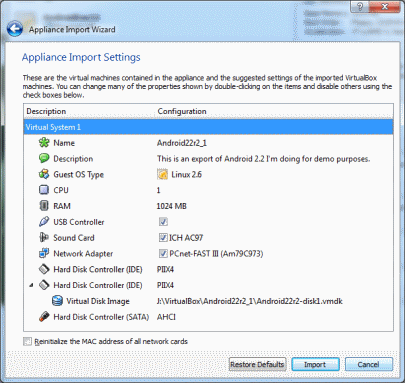 Appliance Import Wizard
Appliance Import Settings
These are the virtual machines contained in the appliance and the suggested settings of the imported VirtualBox
machines. You can change many of the properties shown by double-clicking on the items and disable others using the
check boxes below.
Description Configuration
Virtual System 1
Name Android22r2_1
Description This is an export of Android 2.2 I'm doing for demo purposes.
Guest OS Type Linux 2.6
CPU 1
RAM 1024 MB
USB Controller
Sound Card ICH AC97
Network Adapter PCnet-FAST III (Am79C973)
Hard Disk Controller (IDE) PIIX4
Hard Disk Controller (IDE) PIIX4
Virtual Disk Image J:\VirtualBox\Android22r2_1\Android22r2-disk1.vmdk
Hard Disk Controller (SATA) AHCI
Reinitialize the MAC address of all network cards
Restore Defaults Import Cancel